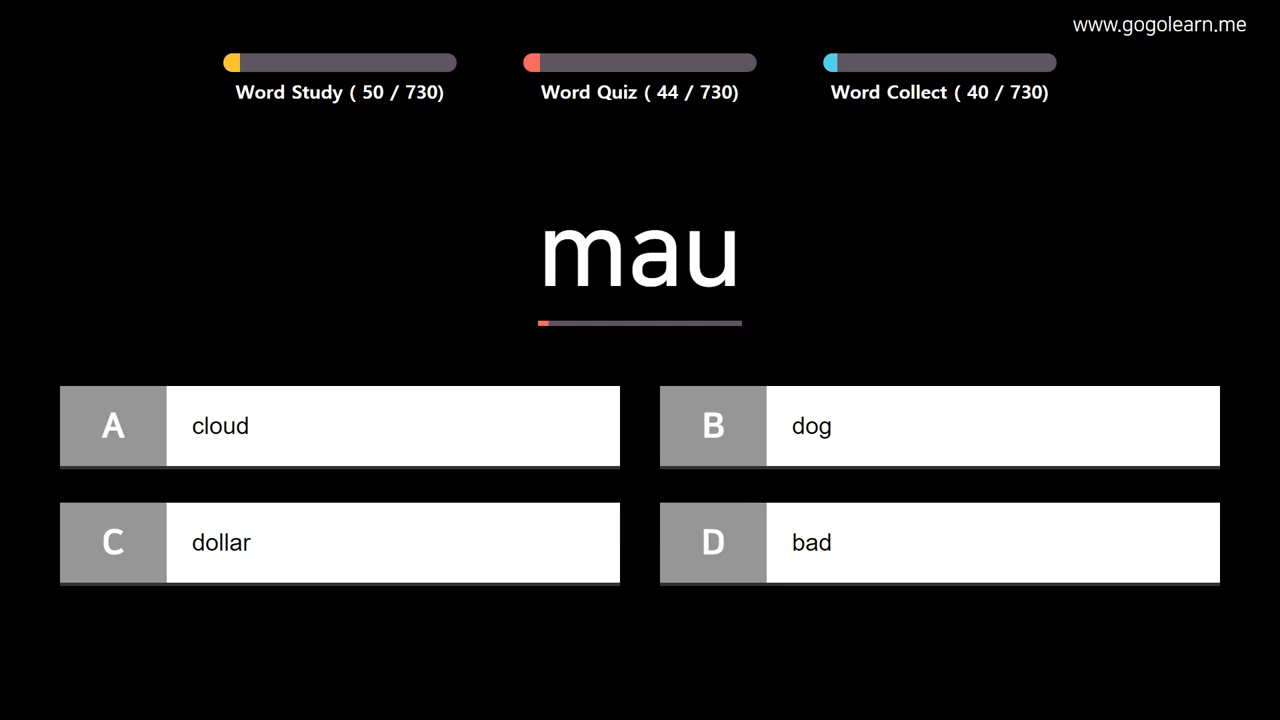 www.gogolearn.me
Word Study ( 50 / 730)
Word Quiz ( 44 / 730)
Word Collect ( 40 / 730)
mau
A cloud
B dog
C dollar
D bad